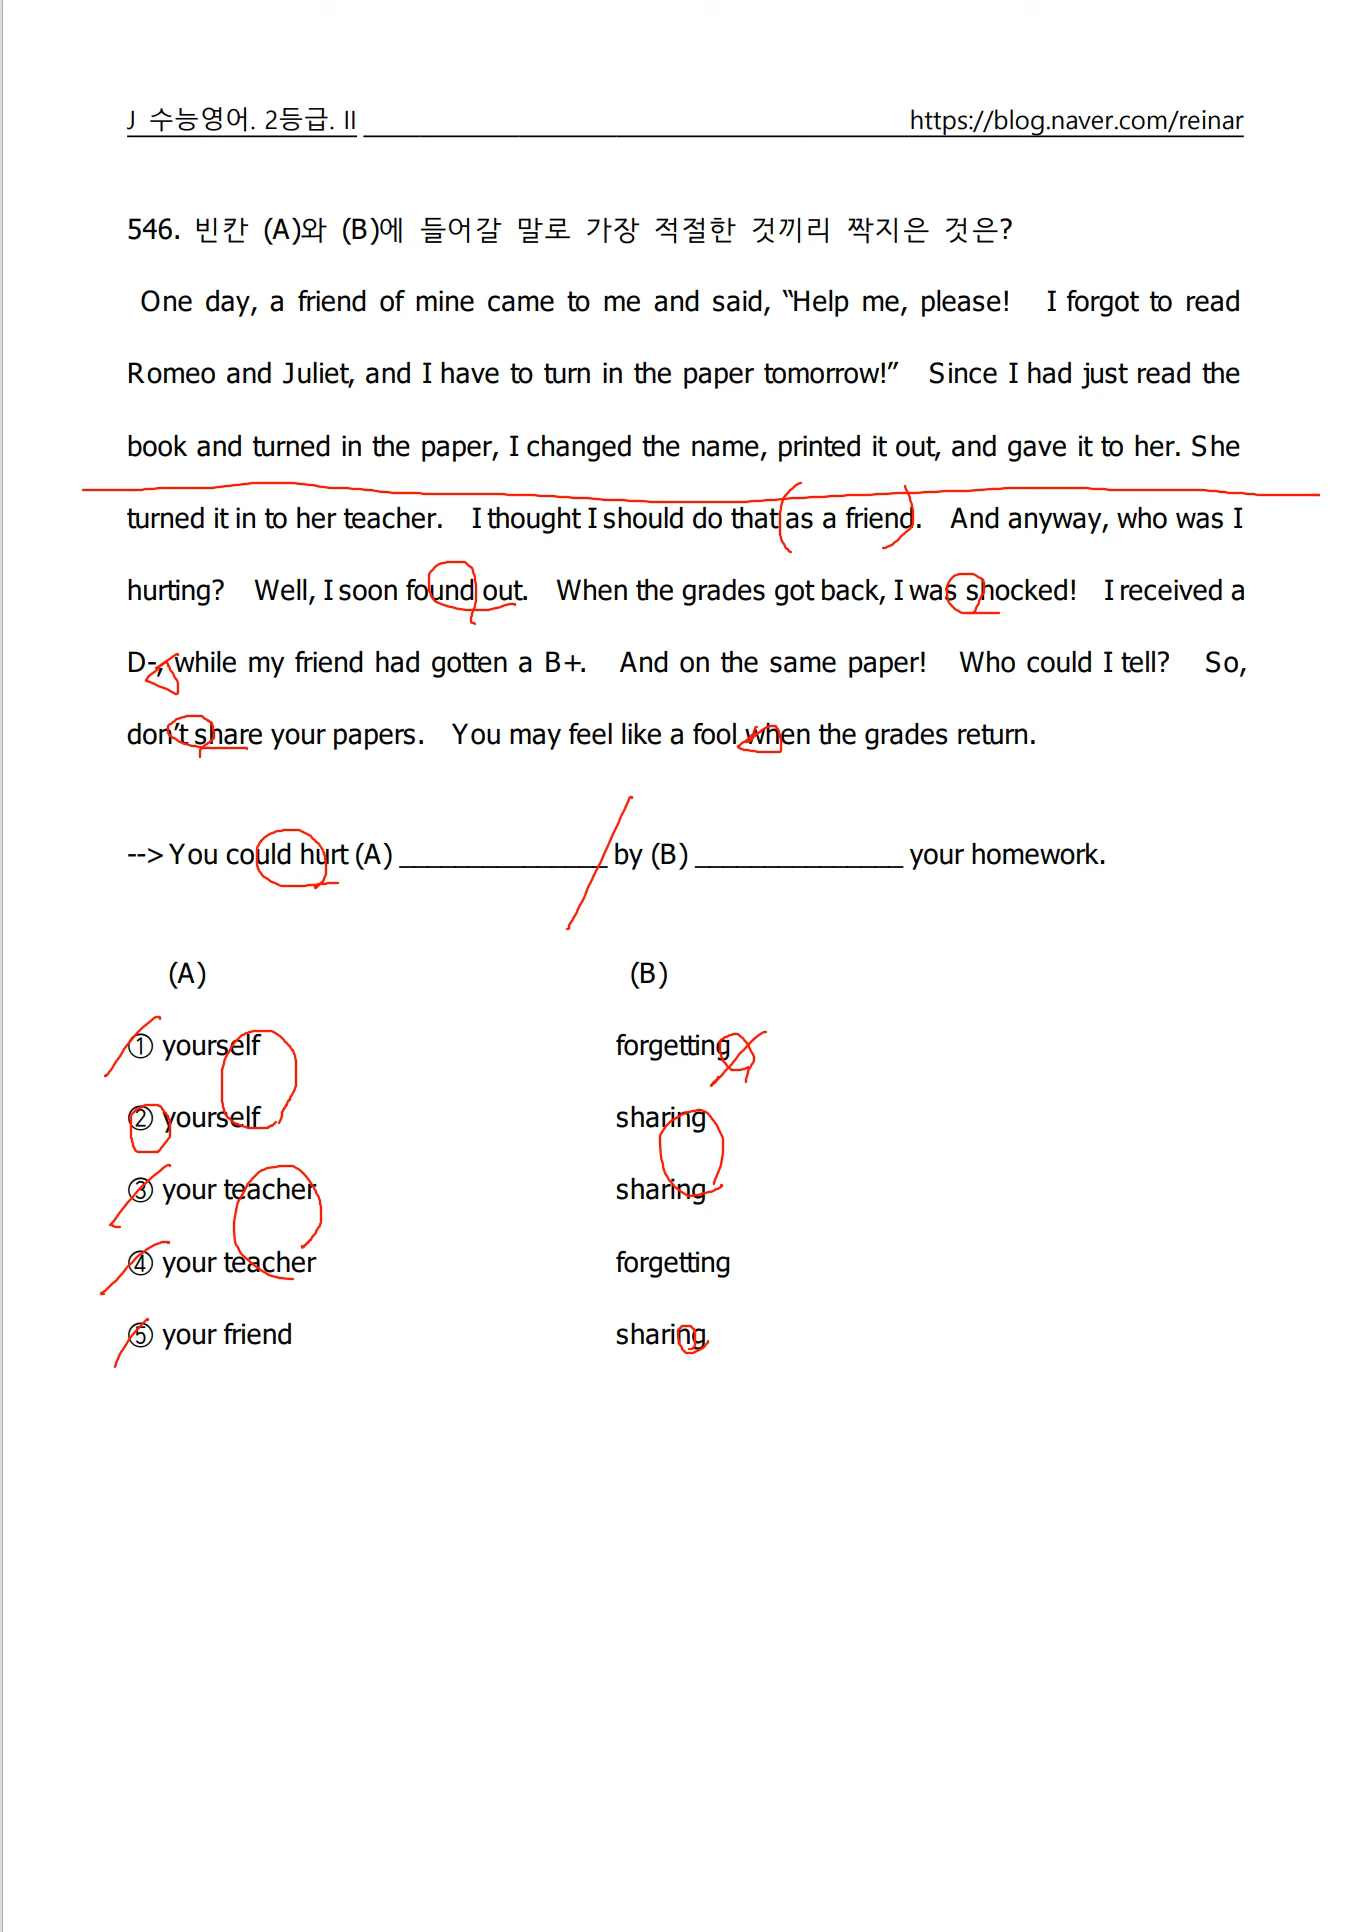 J 수능영어. 2등급. II https://blog.naver.com/reinar
546. 빈칸 (A)와 (B)에 들어갈 말로 가장 적절한 것끼리 짝지은 것은?
One day, a friend of mine came to me and said, “Help me, please! I forgot to read
Romeo and Juliet, and I have to turn in the paper tomorrow!” Since I had just read the
book and turned in the paper, I changed the name, printed it out, and gave it to her. She
turned it in to her teacher. I thought I should do that as a friend. And anyway, who was I
hurting? Well, I soon found out. When the grades got back, I was shocked! I received a
D-, while my friend had gotten a B+. And on the same paper! Who could I tell? So,
don’t share your papers. You may feel like a fool when the grades return.
--> You could hurt (A) _______________ by (B) _______________ your homework.
(A) (B)
① yourself forgetting
② yourself sharing
③ your teacher sharing
④ your teacher forgetting
⑤ your friend sharing